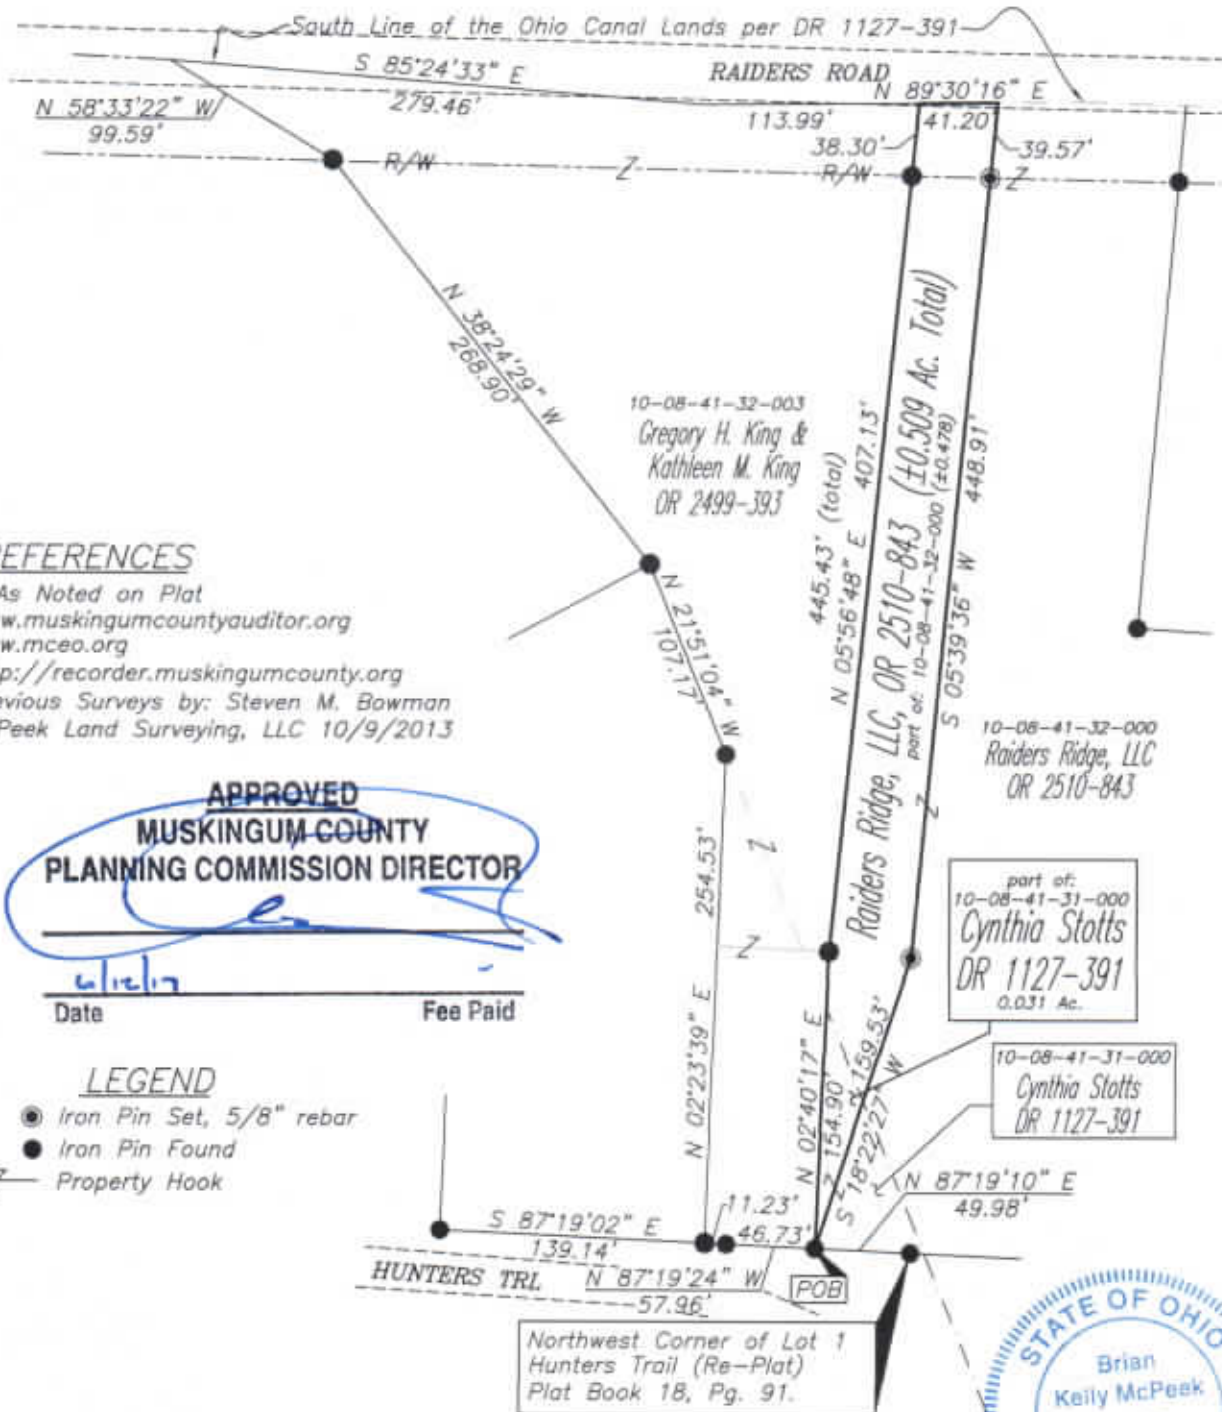 South Line of the Ohio Canal Lands per DR 1127-391
S 85°24'33" E
279.46'
RAIDERS ROAD
N 89°30'16" E
N 58°33'22" W
99.59'
113.99'
41.20'
38.30'
39.57'
R/W
Z
R/W
Z
N 38°24'29" W
268.90'
10-08-41-32-003
Gregory H. King &
Kathleen M. King
OR 2499-393
445.43' (total)
N 05°56'48" E 407.13'
Raiders Ridge, LLC, OR 2510-843 (±0.509 Ac. Total)
part of: 10-08-41-32-000 (±0.478)
S 05°39'36" W 448.91'
Z
EFERENCES
As Noted on Plat
w.muskingumcountyauditor.org
w.mceo.org
p://recorder.muskingumcounty.org
evious Surveys by: Steven M. Bowman
Peek Land Surveying, LLC 10/9/2013
N 21°51'04" W
107.17'
10-08-41-32-000
Raiders Ridge, LLC
OR 2510-843
APPROVED
MUSKINGUM COUNTY
PLANNING COMMISSION DIRECTOR
6/12/17
Date Fee Paid
254.53'
N 02°23'39" E
Z
Z
part of:
10-08-41-31-000
Cynthia Stotts
DR 1127-391
0.031 Ac.
10-08-41-31-000
Cynthia Stotts
DR 1127-391
N 02°40'17" E
154.90'
Z
159.53'
S 18°22'27" W
LEGEND
Iron Pin Set, 5/8" rebar
Iron Pin Found
Property Hook
N 87°19'10" E
49.98'
S 87°19'02" E
139.14'
11.23'
46.73'
HUNTERS TRL
N 87°19'24" W
57.96'
POB
Northwest Corner of Lot 1
Hunters Trail (Re-Plat)
Plat Book 18, Pg. 91.
STATE OF OHIO
Brian
Kelly McPeek